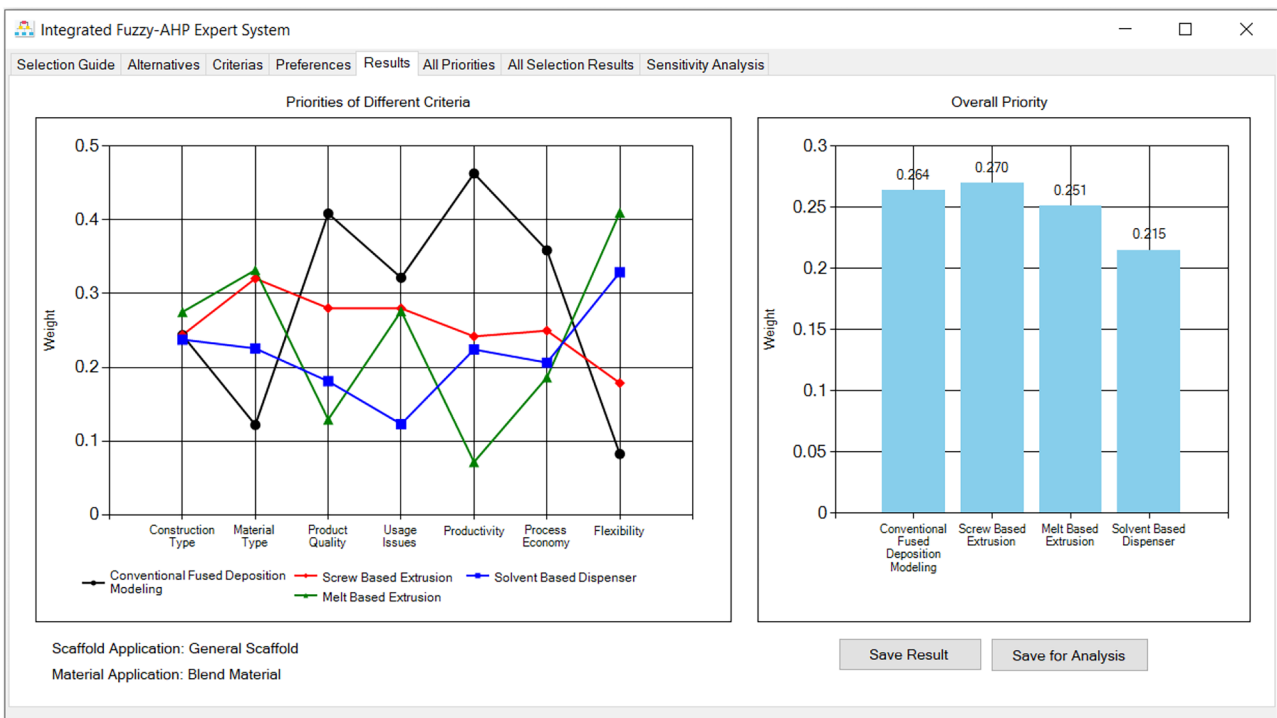 Integrated Fuzzy-AHP Expert System
Selection Guide Alternatives Criterias Preferences Results All Priorities All Selection Results Sensitivity Analysis
Priorities of Different Criteria
0.5
0.4
0.3
0.2
0.1
0
Weight
Construction Type
Material Type
Product Quality
Usage Issues
Productivity
Process Economy
Flexibility
Conventional Fused Deposition Modeling
Screw Based Extrusion
Solvent Based Dispenser
Melt Based Extrusion
Overall Priority
0.3
0.25
0.2
0.15
0.1
0.05
0
Weight
0.264
0.270
0.251
0.215
Conventional Fused Deposition Modeling
Screw Based Extrusion
Melt Based Extrusion
Solvent Based Dispenser
Scaffold Application: General Scaffold
Material Application: Blend Material
Save Result
Save for Analysis